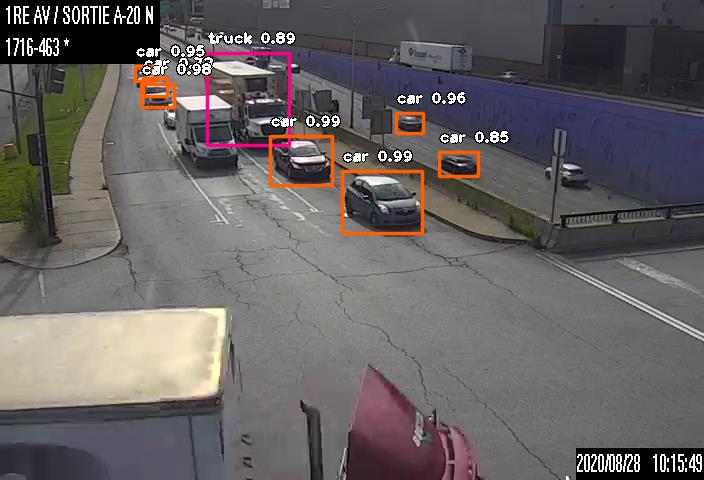 1RE AV / SORTIE A-20 N
1716-463 *
truck 0.89
car 0.95
car 0.98
car 0.96
car 0.99
car 0.85
car 0.99
2020/08/28 10:15:49